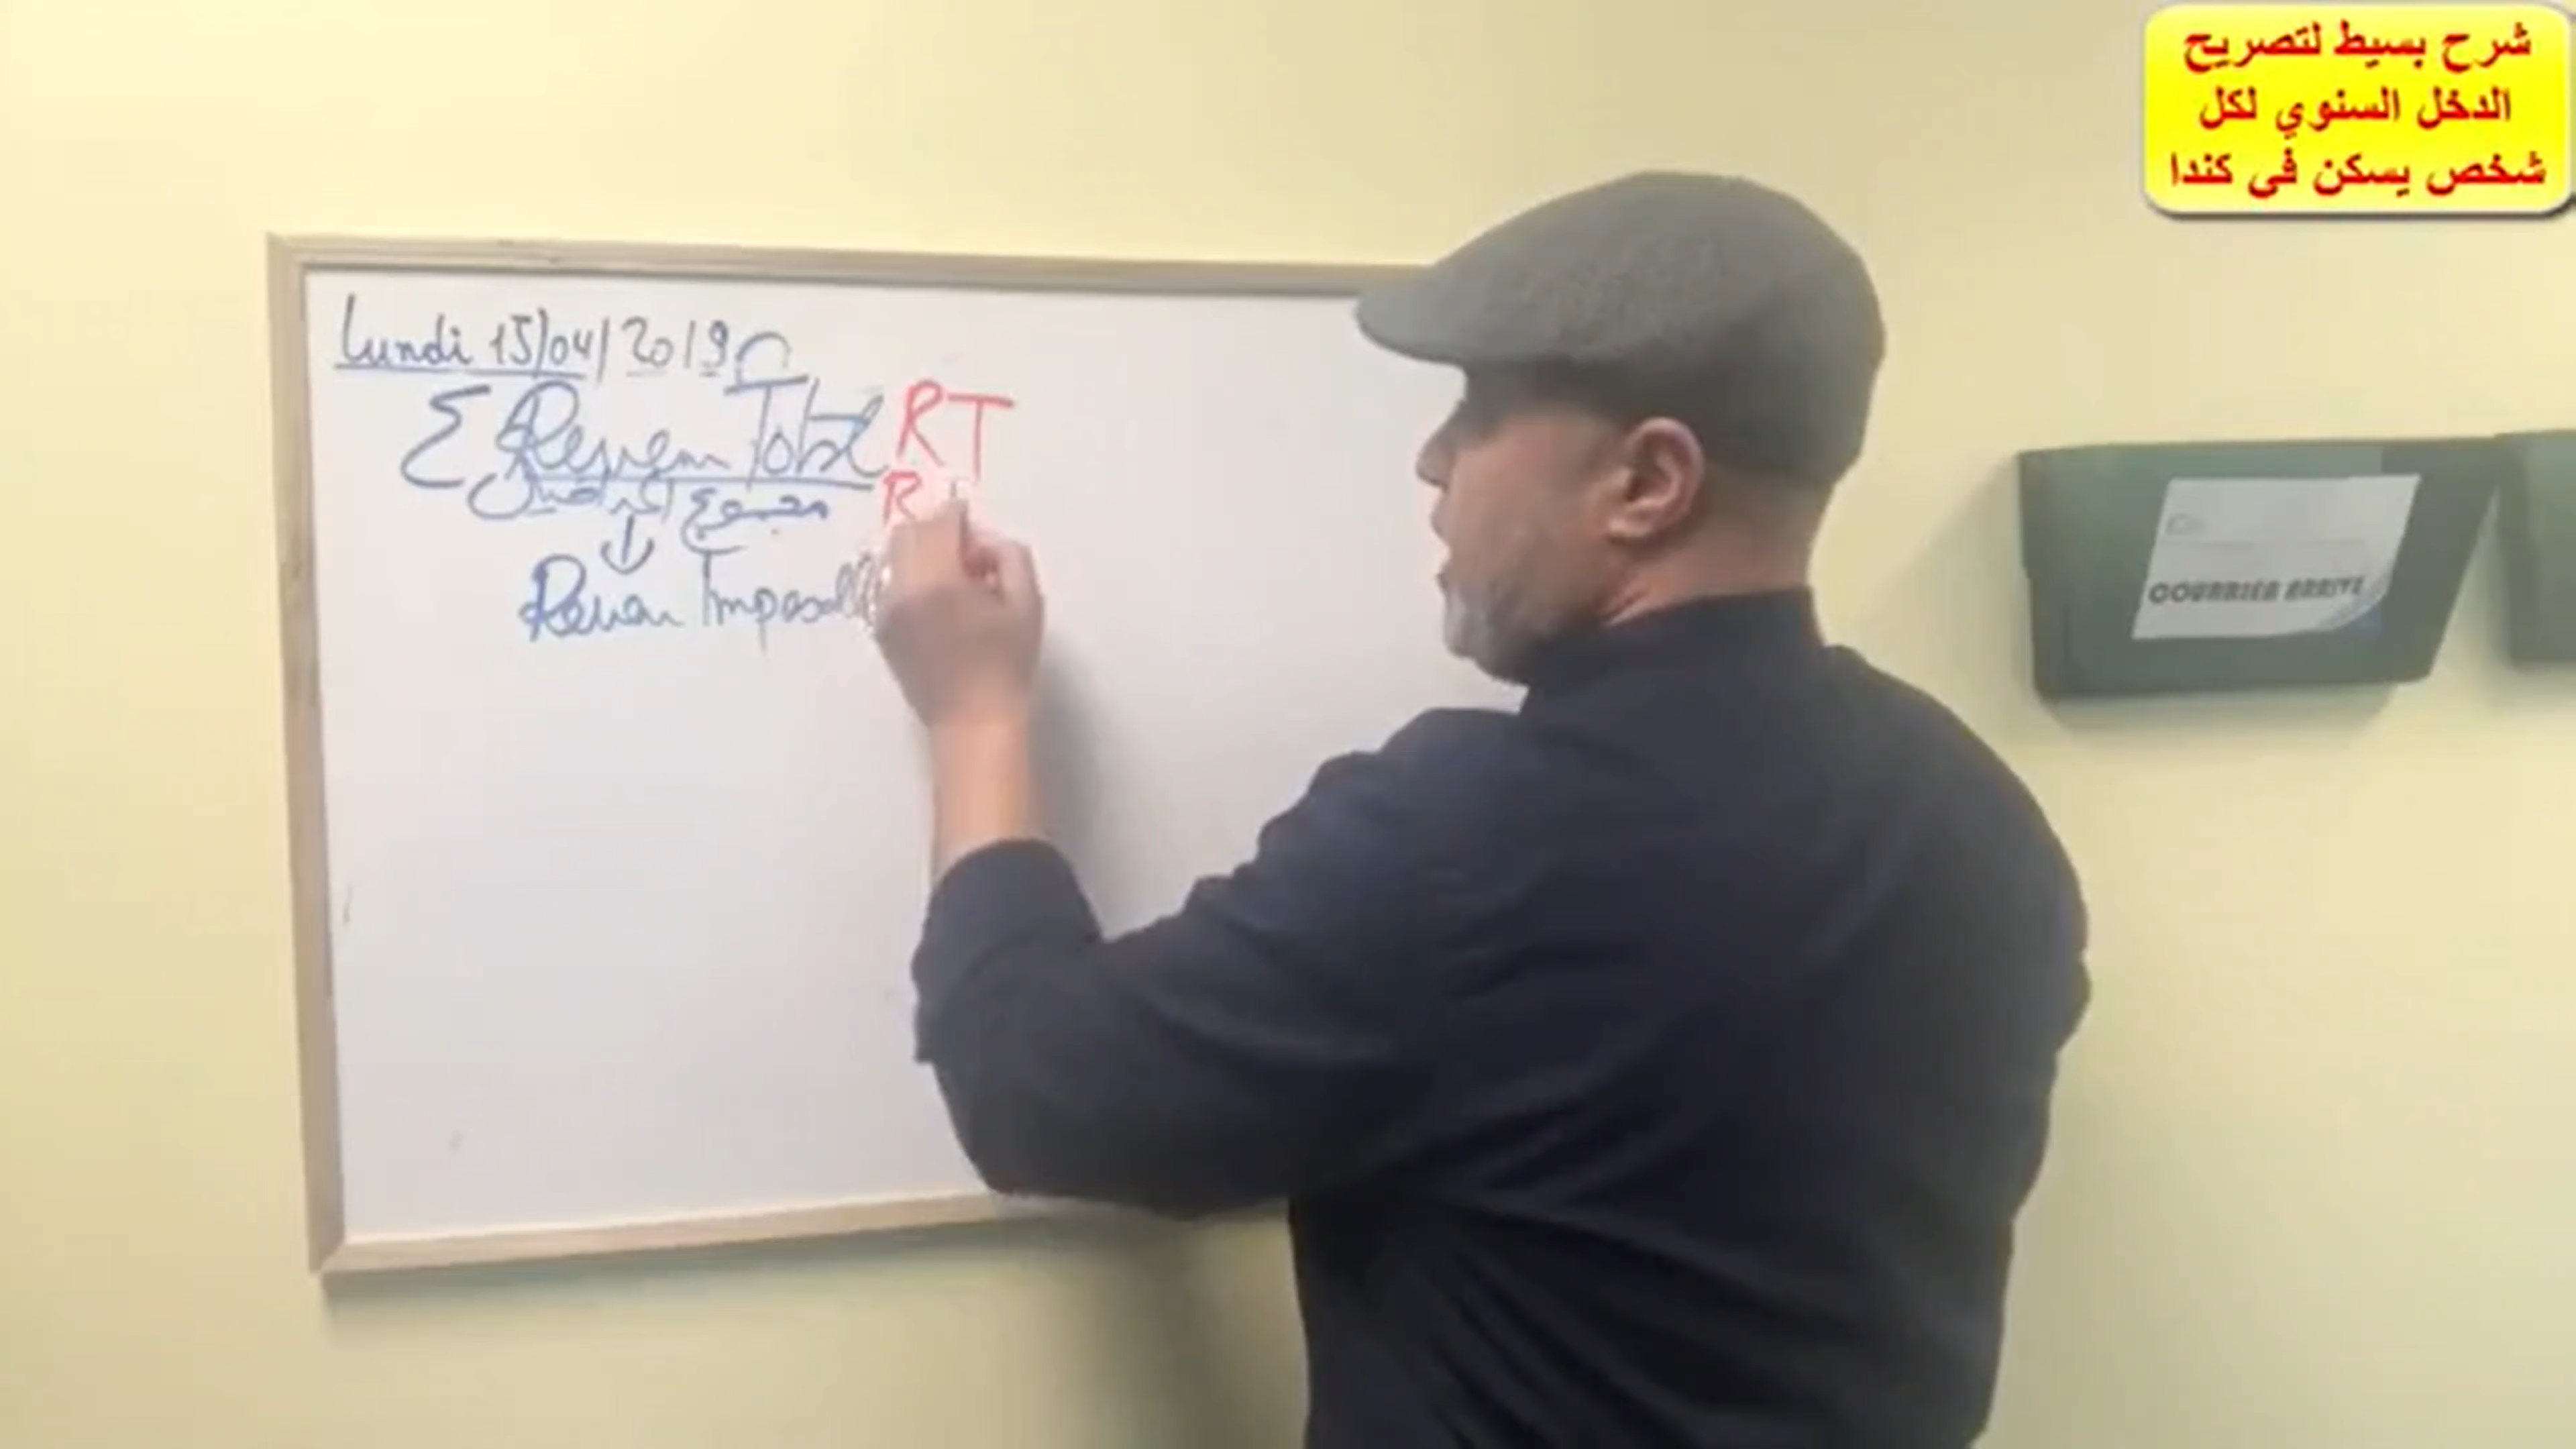 شرح بسيط لتصريح
الدخل السنوي لكل
شخص يسكن في كندا
Lundi 15/04/2019
Σ Revenu Total RT
مجموع المداخيل R
Revenu Imposabl
COURRIER ARRIVÉ